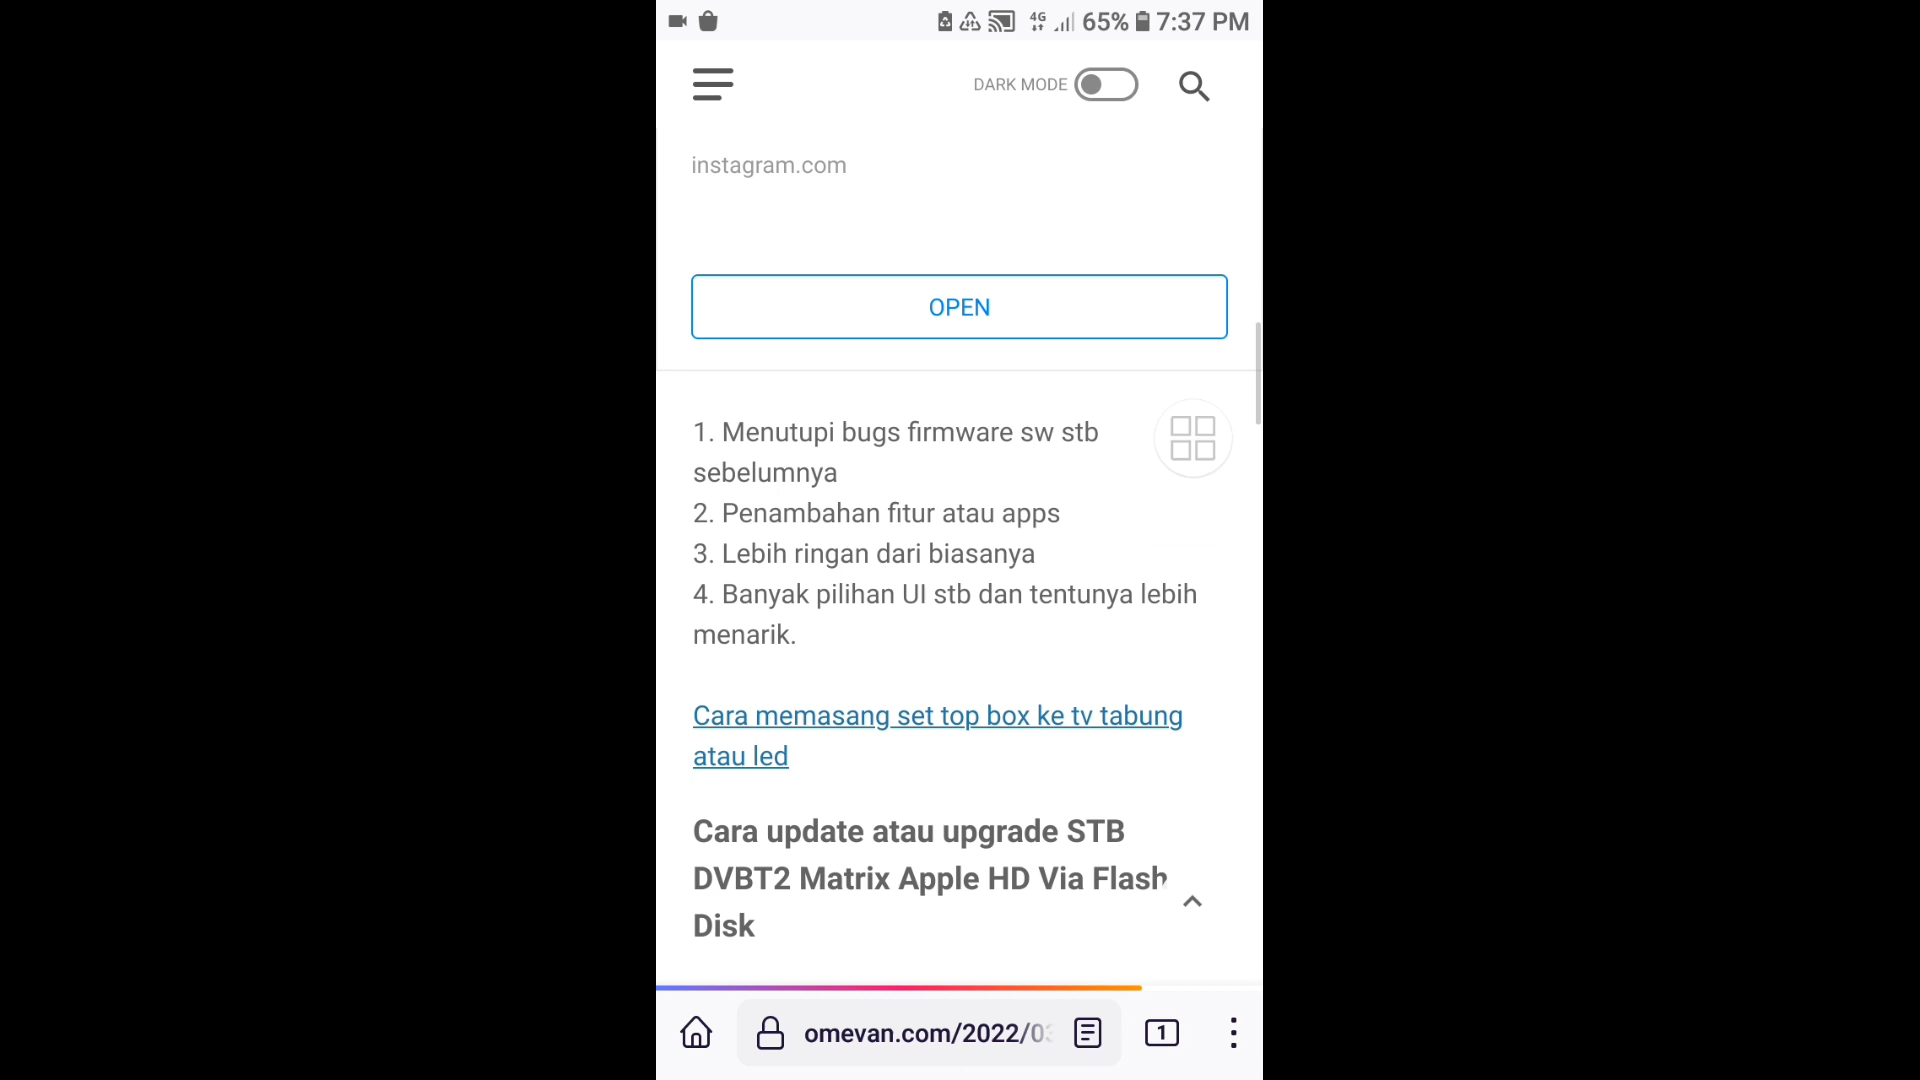 4G 65% 7:37 PM
DARK MODE
instagram.com
OPEN
1. Menutupi bugs firmware sw stb
sebelumnya
2. Penambahan fitur atau apps
3. Lebih ringan dari biasanya
4. Banyak pilihan UI stb dan tentunya lebih
menarik.
Cara memasang set top box ke tv tabung
atau led
Cara update atau upgrade STB
DVBT2 Matrix Apple HD Via Flash
Disk
omevan.com/2022/03
1